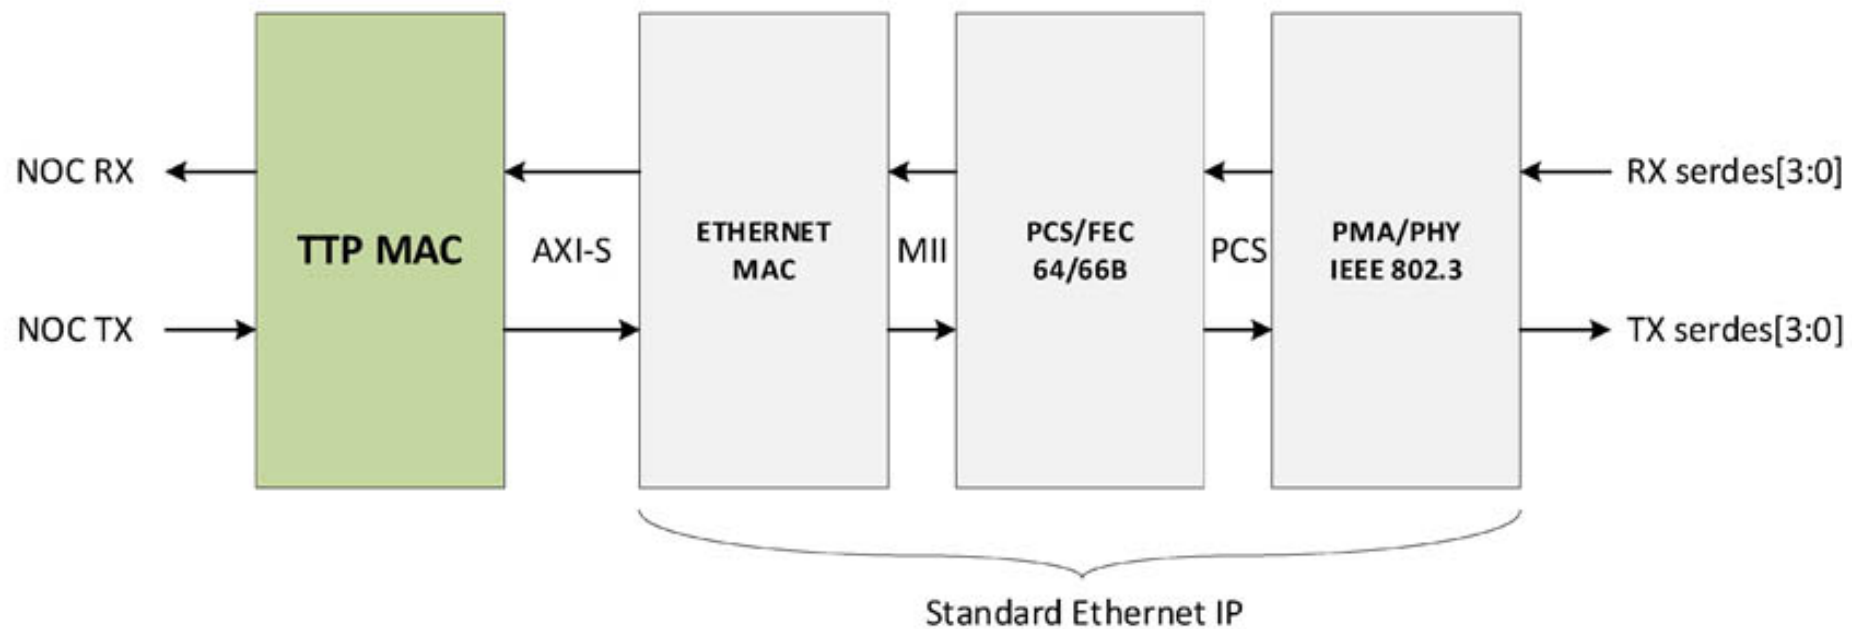 NOC RX
NOC TX
TTP MAC
AXI-S
ETHERNET
MAC
MII
PCS/FEC
64/66B
PCS
PMA/PHY
IEEE 802.3
RX serdes[3:0]
TX serdes[3:0]
Standard Ethernet IP